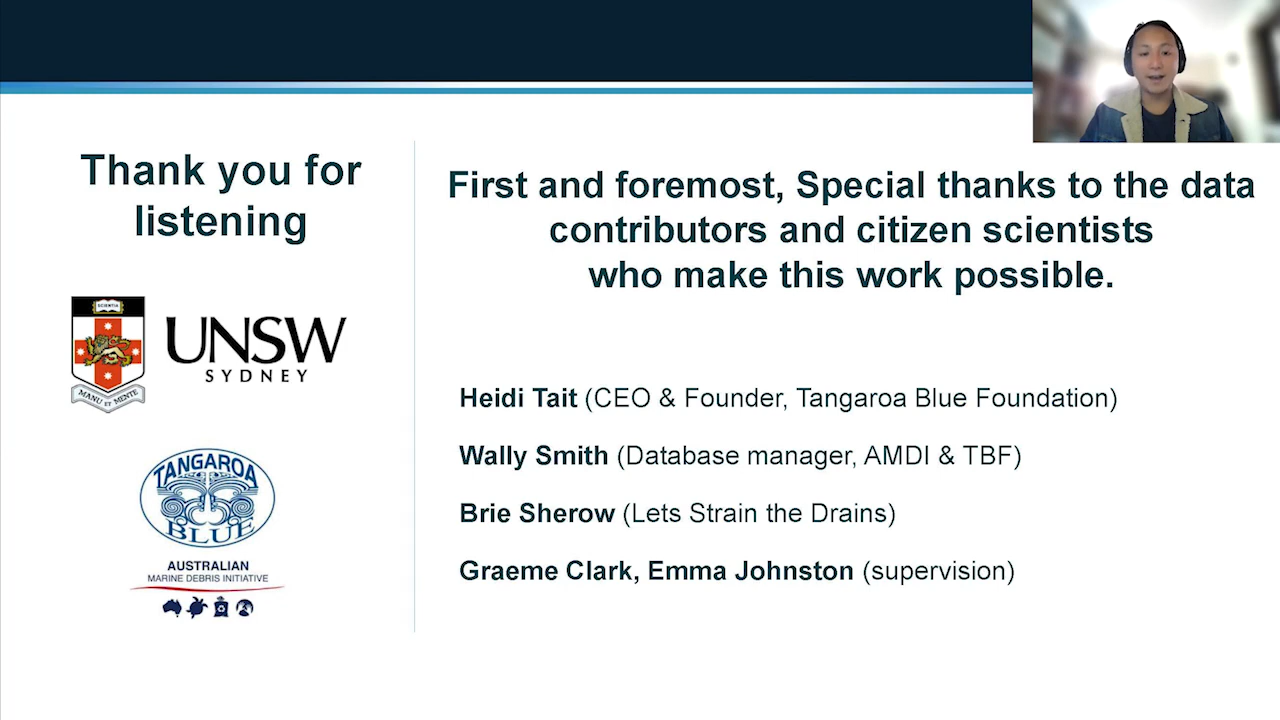 Thank you for
listening
SCIENTIA
MANU ET MENTE
UNSW
SYDNEY
TANGAROA
BLUE
AUSTRALIAN
MARINE DEBRIS INITIATIVE
First and foremost, Special thanks to the data
contributors and citizen scientists
who make this work possible.
Heidi Tait (CEO & Founder, Tangaroa Blue Foundation)
Wally Smith (Database manager, AMDI & TBF)
Brie Sherow (Lets Strain the Drains)
Graeme Clark, Emma Johnston (supervision)